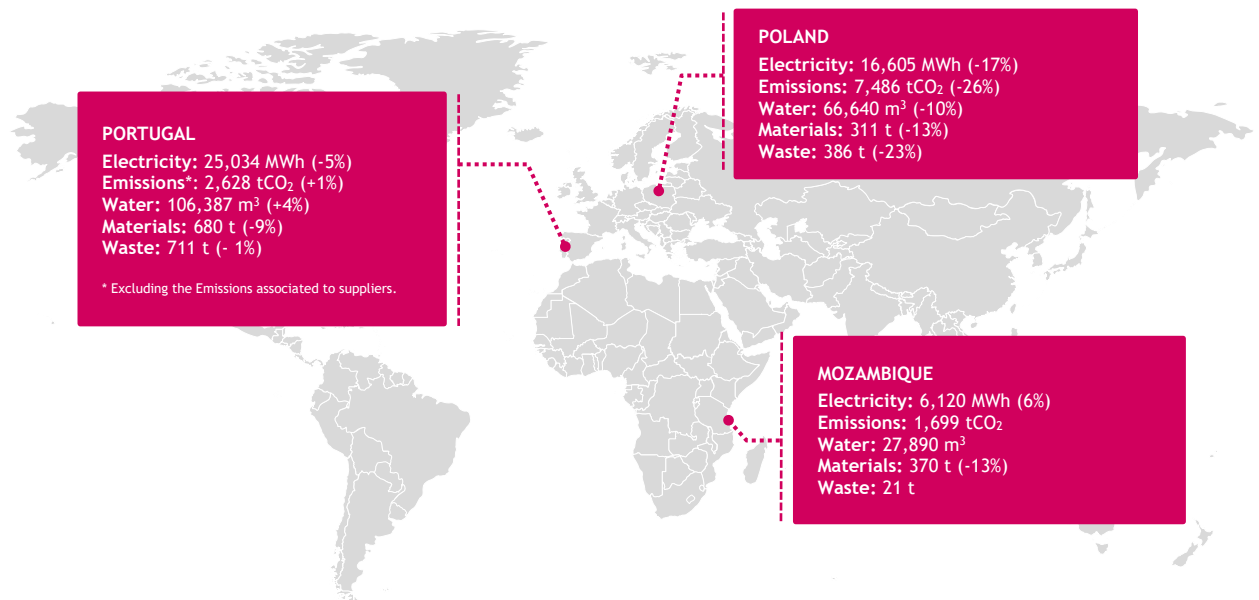 POLAND
Electricity: 16,605 MWh (-17%)
Emissions: 7,486 tCO₂ (-26%)
Water: 66,640 m³ (-10%)
Materials: 311 t (-13%)
Waste: 386 t (-23%)
PORTUGAL
Electricity: 25,034 MWh (-5%)
Emissions*: 2,628 tCO₂ (+1%)
Water: 106,387 m³ (+4%)
Materials: 680 t (-9%)
Waste: 711 t (- 1%)
* Excluding the Emissions associated to suppliers.
MOZAMBIQUE
Electricity: 6,120 MWh (6%)
Emissions: 1,699 tCO₂
Water: 27,890 m³
Materials: 370 t (-13%)
Waste: 21 t